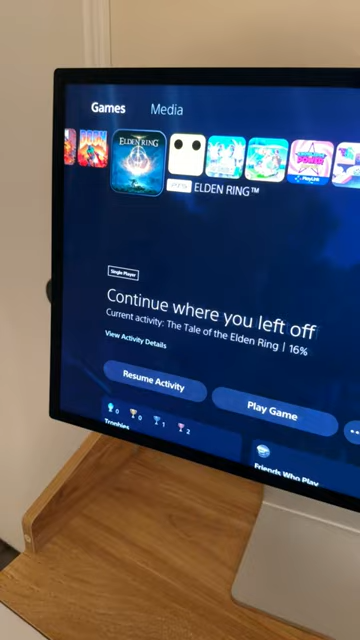 Games Media
DOOM
ELDEN RING
ELDEN RING™
Single Player
Continue where you left off
Current activity: The Tale of the Elden Ring | 16%
View Activity Details
Resume Activity
Play Game
0 0 1 2
Trophies
Friends Who Play